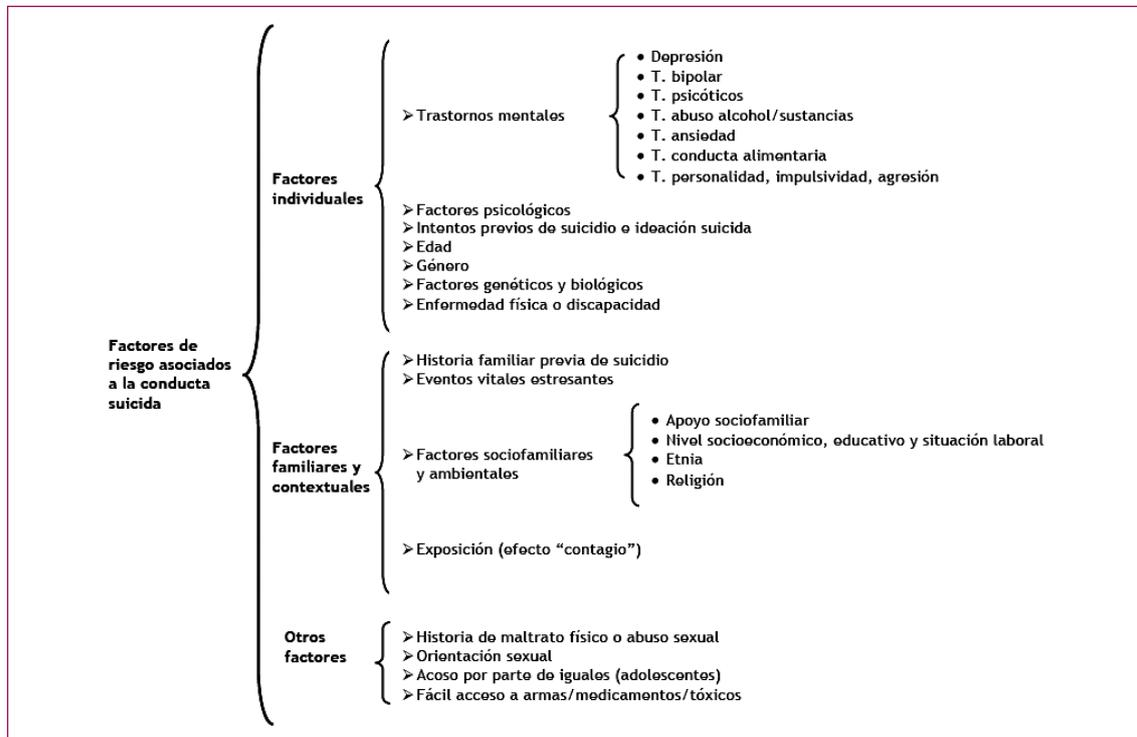 Factores de
riesgo asociados
a la conducta
suicida
Factores
individuales
➢Trastornos mentales
• Depresión
• T. bipolar
• T. psicóticos
• T. abuso alcohol/sustancias
• T. ansiedad
• T. conducta alimentaria
• T. personalidad, impulsividad, agresión
➢Factores psicológicos
➢Intentos previos de suicidio e ideación suicida
➢Edad
➢Género
➢Factores genéticos y biológicos
➢Enfermedad física o discapacidad
Factores
familiares y
contextuales
➢Historia familiar previa de suicidio
➢Eventos vitales estresantes
➢Factores sociofamiliares
y ambientales
• Apoyo sociofamiliar
• Nivel socioeconómico, educativo y situación laboral
• Etnia
• Religión
➢Exposición (efecto “contagio”)
Otros
factores
➢Historia de maltrato físico o abuso sexual
➢Orientación sexual
➢Acoso por parte de iguales (adolescentes)
➢Fácil acceso a armas/medicamentos/tóxicos